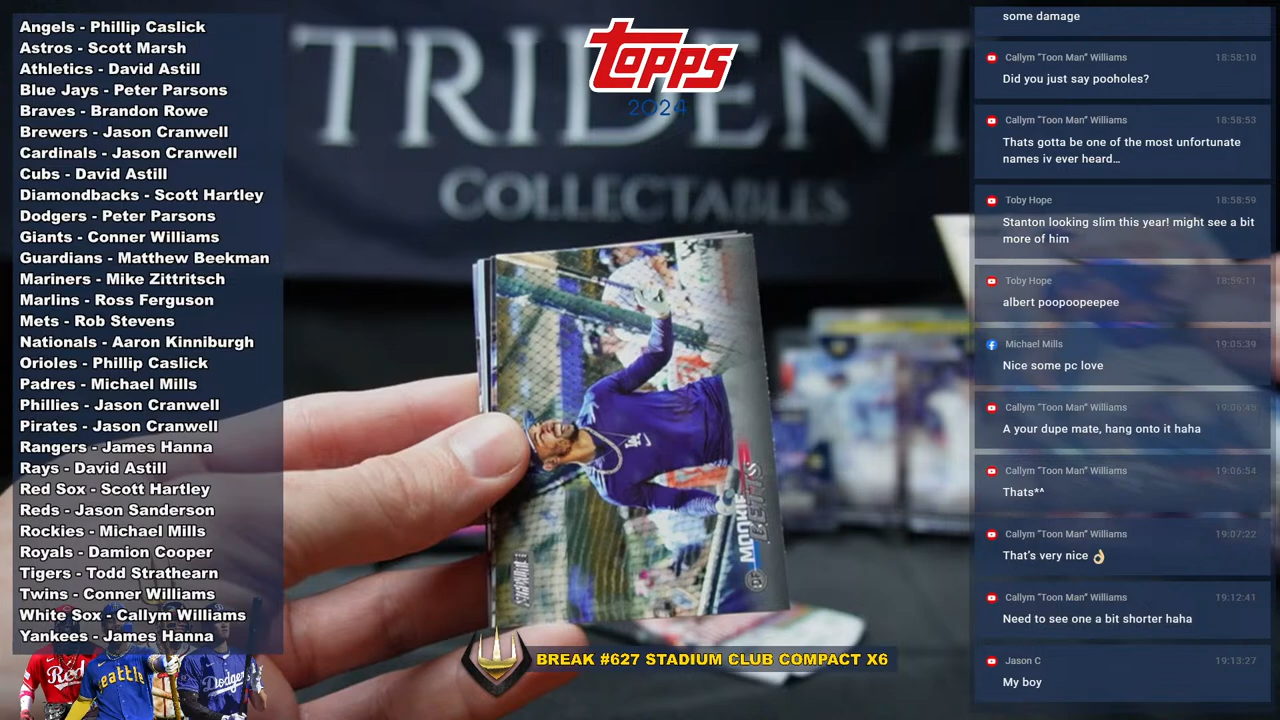 Angels - Phillip Caslick
Astros - Scott Marsh
Athletics - David Astill
Blue Jays - Peter Parsons
Braves - Brandon Rowe
Brewers - Jason Cranwell
Cardinals - Jason Cranwell
Cubs - David Astill
Diamondbacks - Scott Hartley
Dodgers - Peter Parsons
Giants - Conner Williams
Guardians - Matthew Beekman
Mariners - Mike Zittritsch
Marlins - Ross Ferguson
Mets - Rob Stevens
Nationals - Aaron Kinniburgh
Orioles - Phillip Caslick
Padres - Michael Mills
Phillies - Jason Cranwell
Pirates - Jason Cranwell
Rangers - James Hanna
Rays - David Astill
Red Sox - Scott Hartley
Reds - Jason Sanderson
Rockies - Michael Mills
Royals - Damion Cooper
Tigers - Todd Strathearn
Twins - Conner Williams
White Sox - Callym Williams
Yankees - James Hanna
Reds
seattle
Dodgers
TRIDENT
COLLECTABLES
topps
2024
MOOKIE
BETTS
BREAK #627 STADIUM CLUB COMPACT X6
some damage
Callym "Toon Man" Williams 18:58:10
Did you just say pooholes?
Callym "Toon Man" Williams 18:58:53
Thats gotta be one of the most unfortunate
names iv ever heard...
Toby Hope 18:58:59
Stanton looking slim this year! might see a bit
more of him
Toby Hope 18:59:11
albert poopoopeepee
Michael Mills 19:05:39
Nice some pc love
Callym "Toon Man" Williams 19:05:45
A your dupe mate, hang onto it haha
Callym "Toon Man" Williams 19:06:54
Thats*^
Callym "Toon Man" Williams 19:07:22
That's very nice 👌🏼
Callym "Toon Man" Williams 19:12:41
Need to see one a bit shorter haha
Jason C 19:13:27
My boy